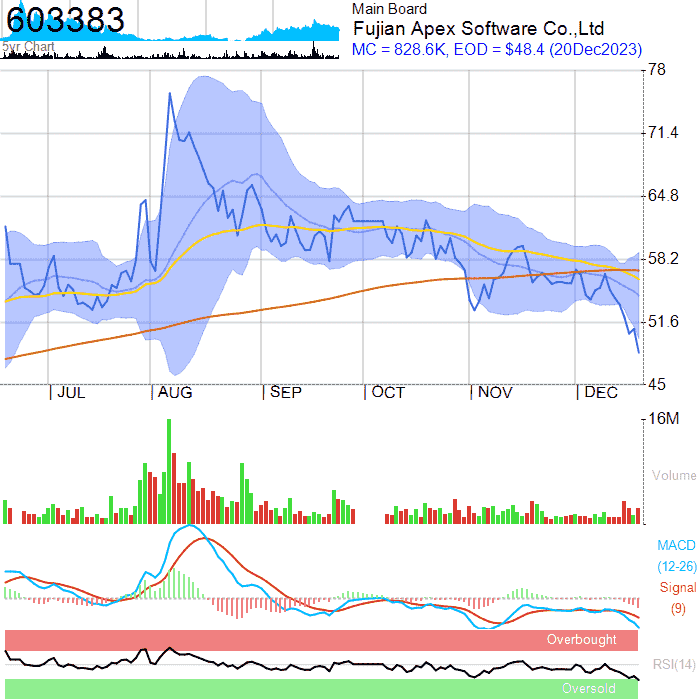 603383
5yr Chart
Main Board
Fujian Apex Software Co.,Ltd
MC = 828.6K, EOD = $48.4 (20Dec2023)
78
71.4
64.8
58.2
51.6
45
JUL
AUG
SEP
OCT
NOV
DEC
16M
Volume
MACD
(12-26)
Signal
(9)
Overbought
RSI(14)
Oversold